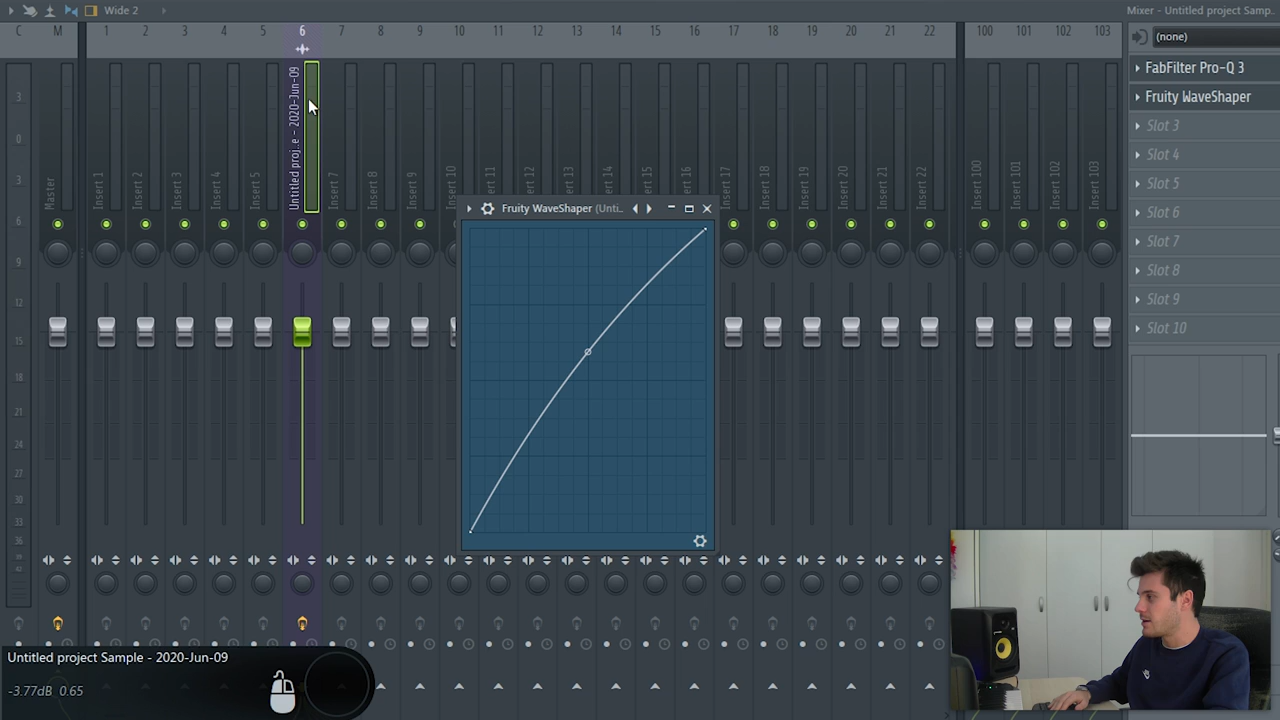 Wide 2
Mixer - Untitled project Samp..
C M 1 2 3 4 5 6 7 8 9 10 11 12 13 14 15 16 17 18 19 20 21 22 100 101 102 103
(none)
FabFilter Pro-Q 3
Fruity WaveShaper
Slot 3
Slot 4
Slot 5
Slot 6
Slot 7
Slot 8
Slot 9
Slot 10
3
0
3
6
9
12
15
18
21
24
27
30
33
36
Master
Insert 1
Insert 2
Insert 3
Insert 4
Insert 5
Untitled proj..e - 2020-Jun-09
Insert 7
Insert 8
Insert 9
Insert 10
Insert 11
Insert 12
Insert 13
Insert 14
Insert 15
Insert 16
Insert 17
Insert 18
Insert 19
Insert 20
Insert 21
Insert 22
Insert 100
Insert 101
Insert 102
Insert 103
Fruity WaveShaper (Unti..
Untitled project Sample - 2020-Jun-09
-3.77dB 0.65